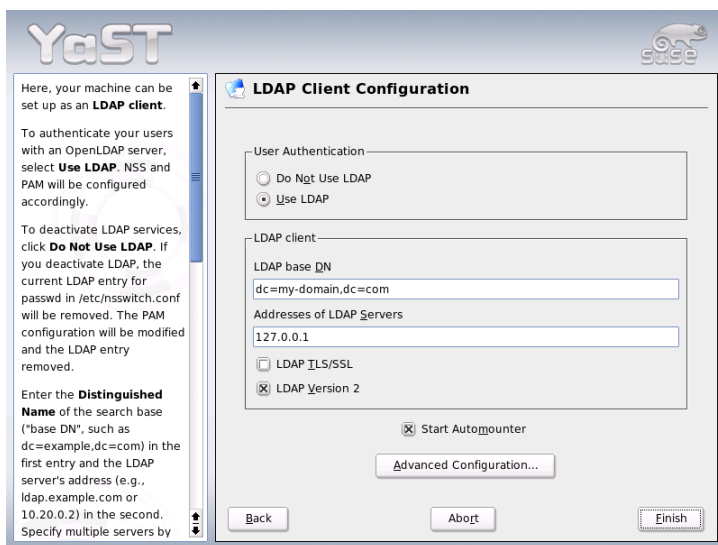 YaST
SUSE
Here, your machine can be
set up as an LDAP client.
To authenticate your users
with an OpenLDAP server,
select Use LDAP. NSS and
PAM will be configured
accordingly.
To deactivate LDAP services,
click Do Not Use LDAP. If
you deactivate LDAP, the
current LDAP entry for
passwd in /etc/nsswitch.conf
will be removed. The PAM
configuration will be modified
and the LDAP entry
removed.
Enter the Distinguished
Name of the search base
("base DN", such as
dc=example,dc=com) in the
first entry and the LDAP
server's address (e.g.,
ldap.example.com or
10.20.0.2) in the second.
Specify multiple servers by
LDAP Client Configuration
User Authentication
Do Not Use LDAP
Use LDAP
LDAP client
LDAP base DN
dc=my-domain,dc=com
Addresses of LDAP Servers
127.0.0.1
LDAP TLS/SSL
LDAP Version 2
Start Automounter
Advanced Configuration...
Back
Abort
Finish